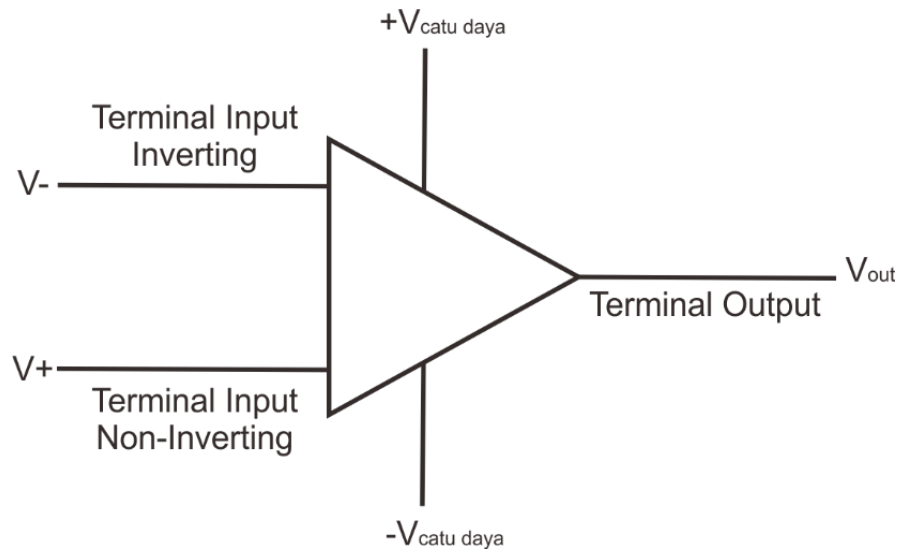 +Vcatu daya
Terminal Input
Inverting
V-
Vout
Terminal Output
V+
Terminal Input
Non-Inverting
-Vcatu daya